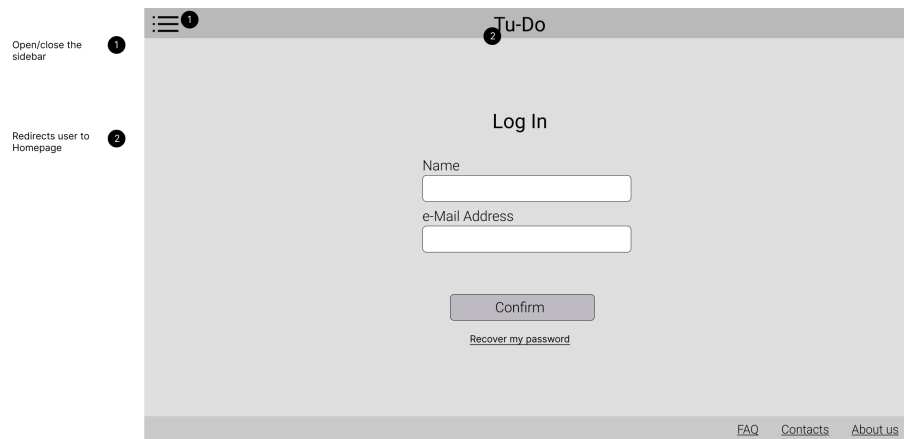 1
Tu-Do
2
Open/close the
sidebar
1
Redirects user to
Homepage
2
Log In
Name
e-Mail Address
Confirm
Recover my password
FAQ Contacts About us